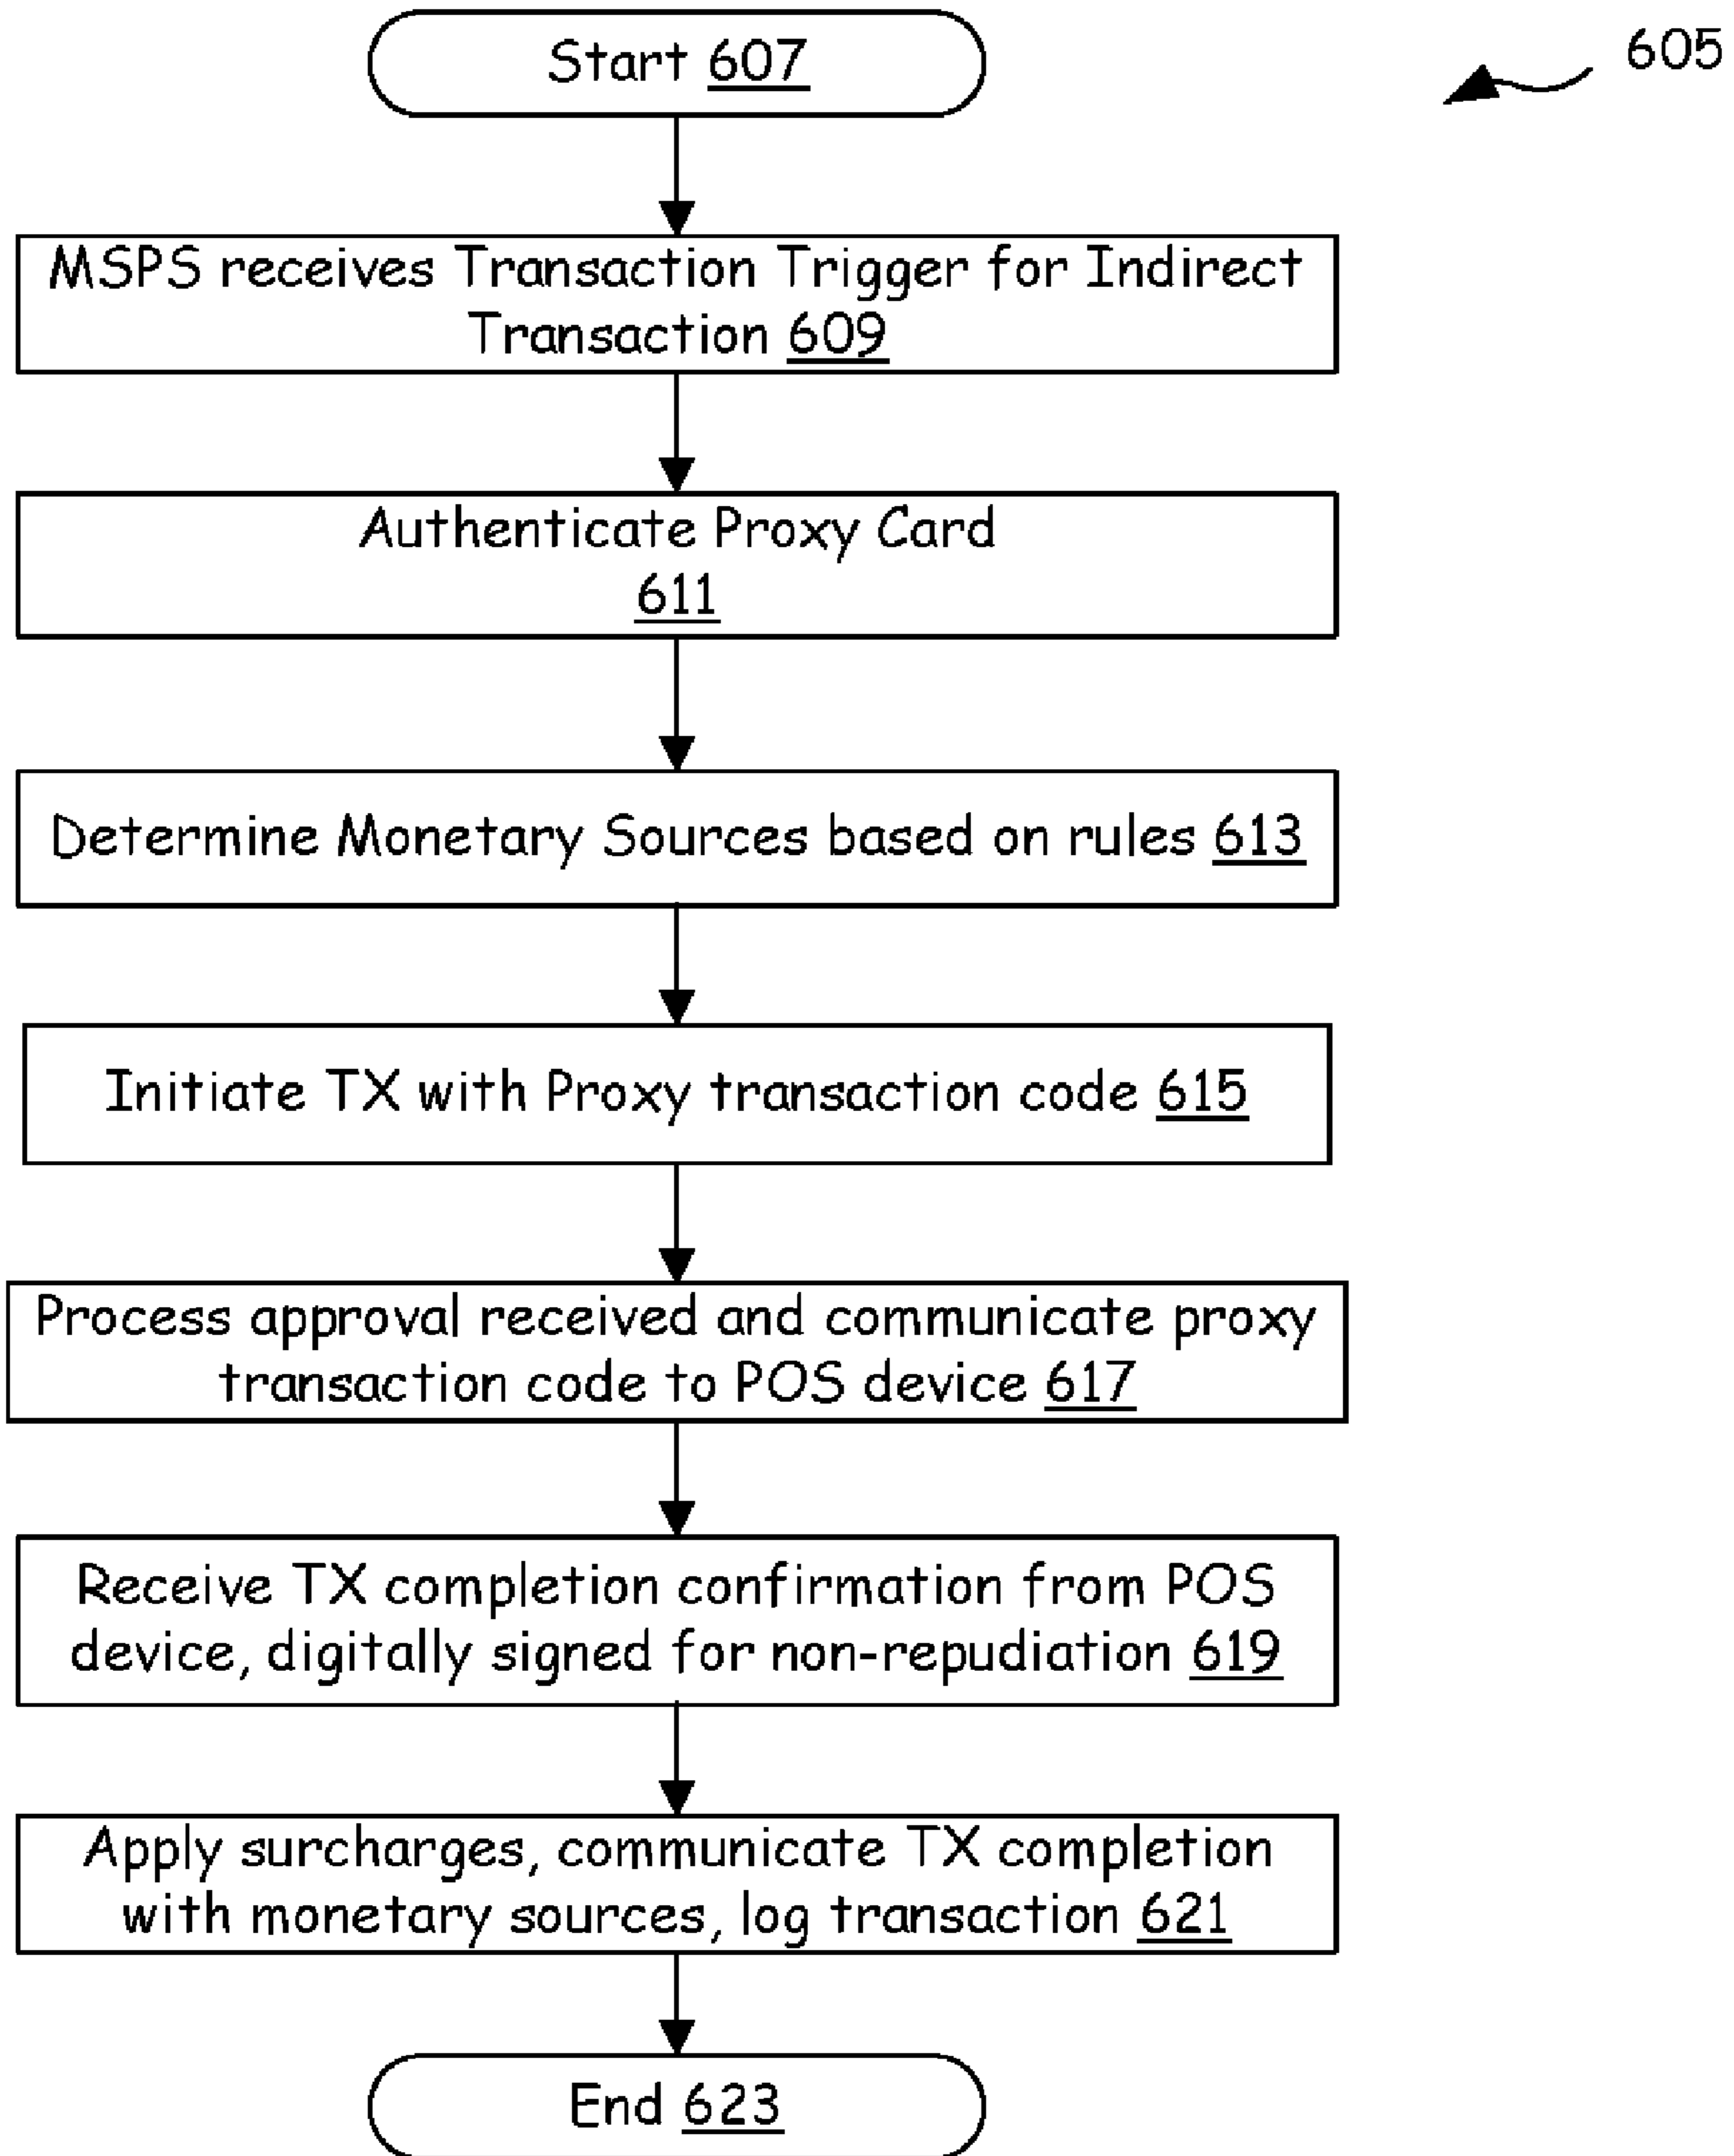 Start 607
605
MSPS receives Transaction Trigger for Indirect
Transaction 609
Authenticate Proxy Card
611
Determine Monetary Sources based on rules 613
Initiate TX with Proxy transaction code 615
Process approval received and communicate proxy
transaction code to POS device 617
Receive TX completion confirmation from POS
device, digitally signed for non-repudiation 619
Apply surcharges, communicate TX completion
with monetary sources, log transaction 621
End 623